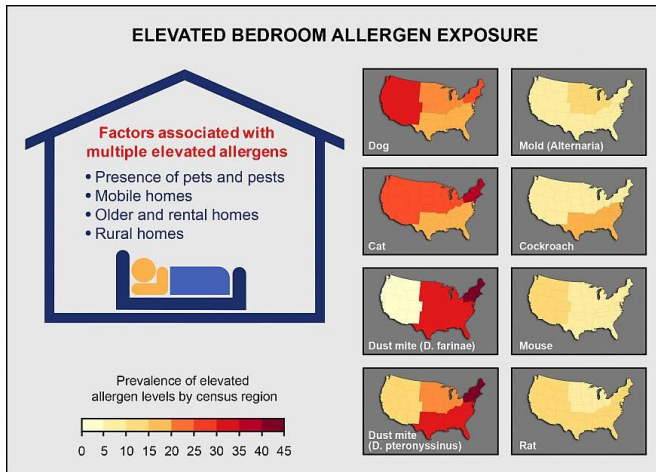 ELEVATED BEDROOM ALLERGEN EXPOSURE
Factors associated with
multiple elevated allergens
• Presence of pets and pests
• Mobile homes
• Older and rental homes
• Rural homes
Prevalence of elevated
allergen levels by census region
0 5 10 15 20 25 30 35 40 45
Dog
Mold (Alternaria)
Cat
Cockroach
Dust mite (D. farinae)
Mouse
Dust mite
(D. pteronyssinus)
Rat